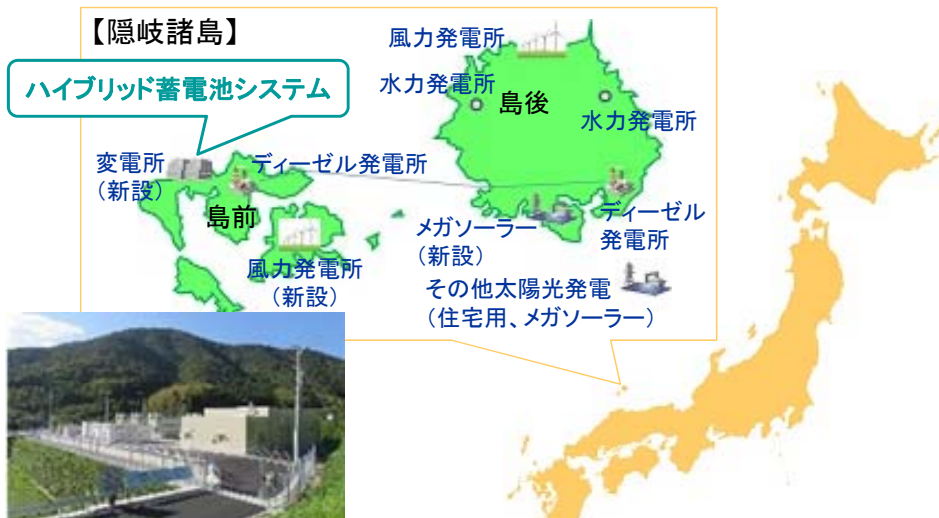 【隠岐諸島】
ハイブリッド蓄電池システム
風力発電所
水力発電所
島後
水力発電所
変電所
（新設）
ディーゼル発電所
島前
風力発電所
（新設）
メガソーラー
（新設）
ディーゼル
発電所
その他太陽光発電
（住宅用、メガソーラー）